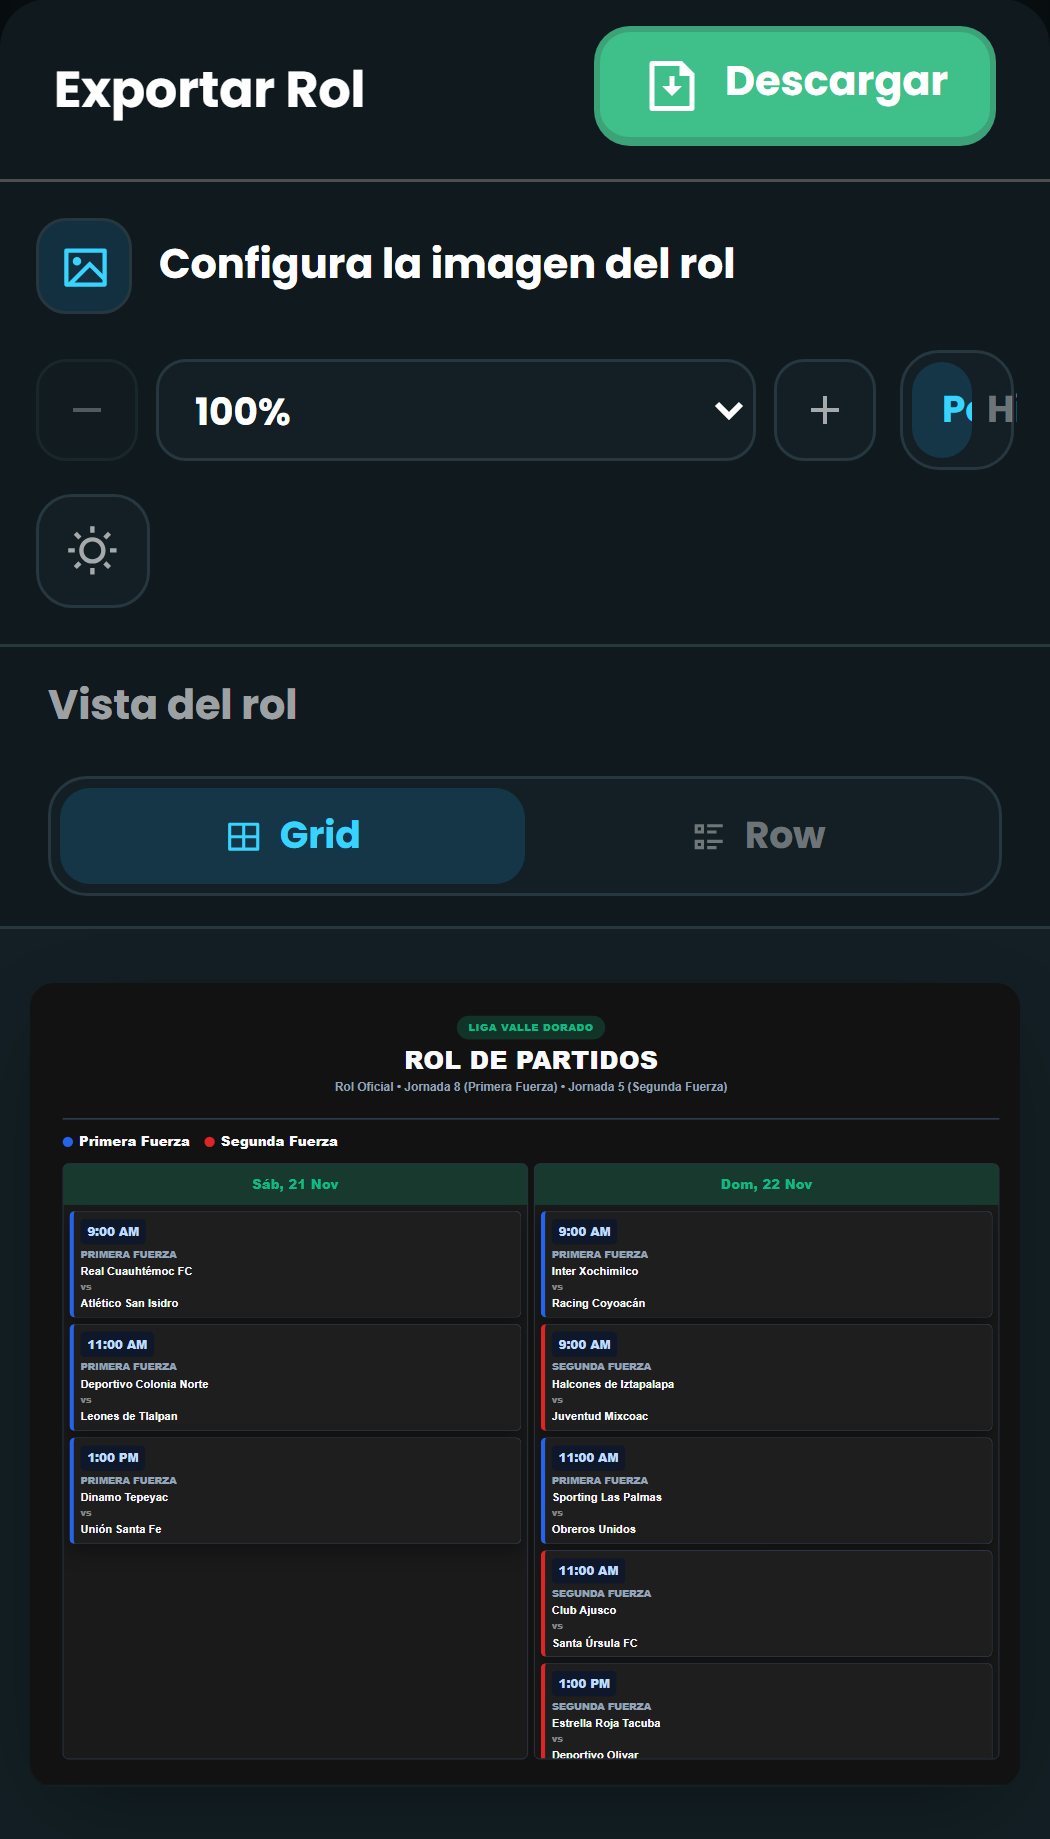 Exportar Rol
Descargar
Configura la imagen del rol
100%
Vista del rol
Grid
Row
LIGA VALLE DORADO
ROL DE PARTIDOS
Rol Oficial • Jornada 8 (Primera Fuerza) • Jornada 5 (Segunda Fuerza)
Primera Fuerza
Segunda Fuerza
Sáb, 21 Nov
9:00 AM
PRIMERA FUERZA
Real Cuauhtémoc FC
vs
Atlético San Isidro
11:00 AM
PRIMERA FUERZA
Deportivo Colonia Norte
vs
Leones de Tlalpan
1:00 PM
PRIMERA FUERZA
Dinamo Tepeyac
vs
Unión Santa Fe
Dom, 22 Nov
9:00 AM
PRIMERA FUERZA
Inter Xochimilco
vs
Racing Coyoacán
9:00 AM
SEGUNDA FUERZA
Halcones de Iztapalapa
vs
Juventud Mixcoac
11:00 AM
PRIMERA FUERZA
Sporting Las Palmas
vs
Obreros Unidos
11:00 AM
SEGUNDA FUERZA
Club Ajusco
vs
Santa Úrsula FC
1:00 PM
SEGUNDA FUERZA
Estrella Roja Tacuba
vs
Deportivo Olivar